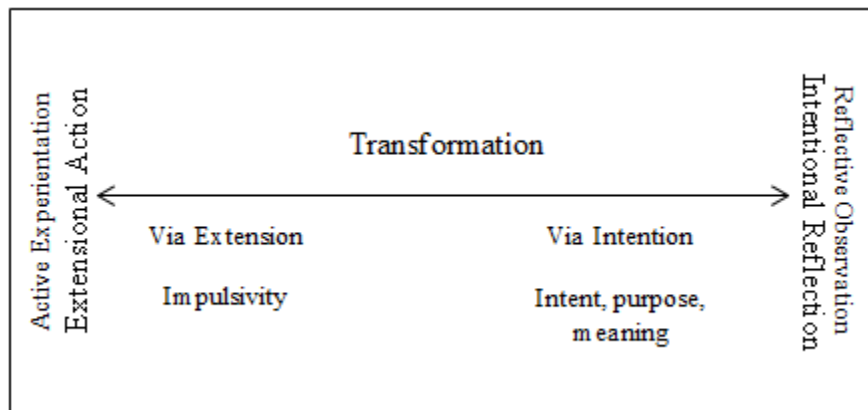 Active Experientation
Extensional Action
Transformation
Via Extension
Via Intention
Impulsivity
Intent, purpose,
meaning
Intentional Reflection
Reflective Observation